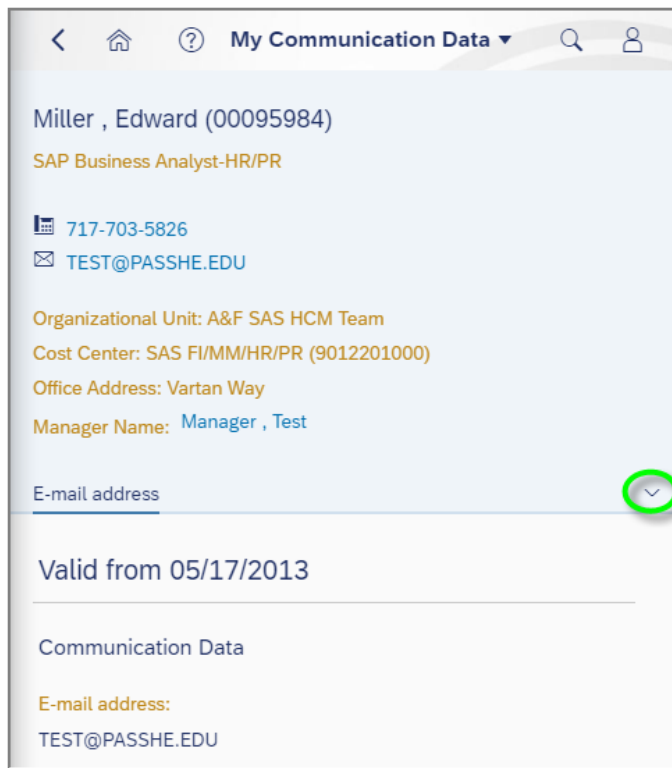 My Communication Data
Miller , Edward (00095984)
SAP Business Analyst-HR/PR
717-703-5826
TEST@PASSHE.EDU
Organizational Unit: A&F SAS HCM Team
Cost Center: SAS FI/MM/HR/PR (9012201000)
Office Address: Vartan Way
Manager Name: Manager , Test
E-mail address
Valid from 05/17/2013
Communication Data
E-mail address:
TEST@PASSHE.EDU